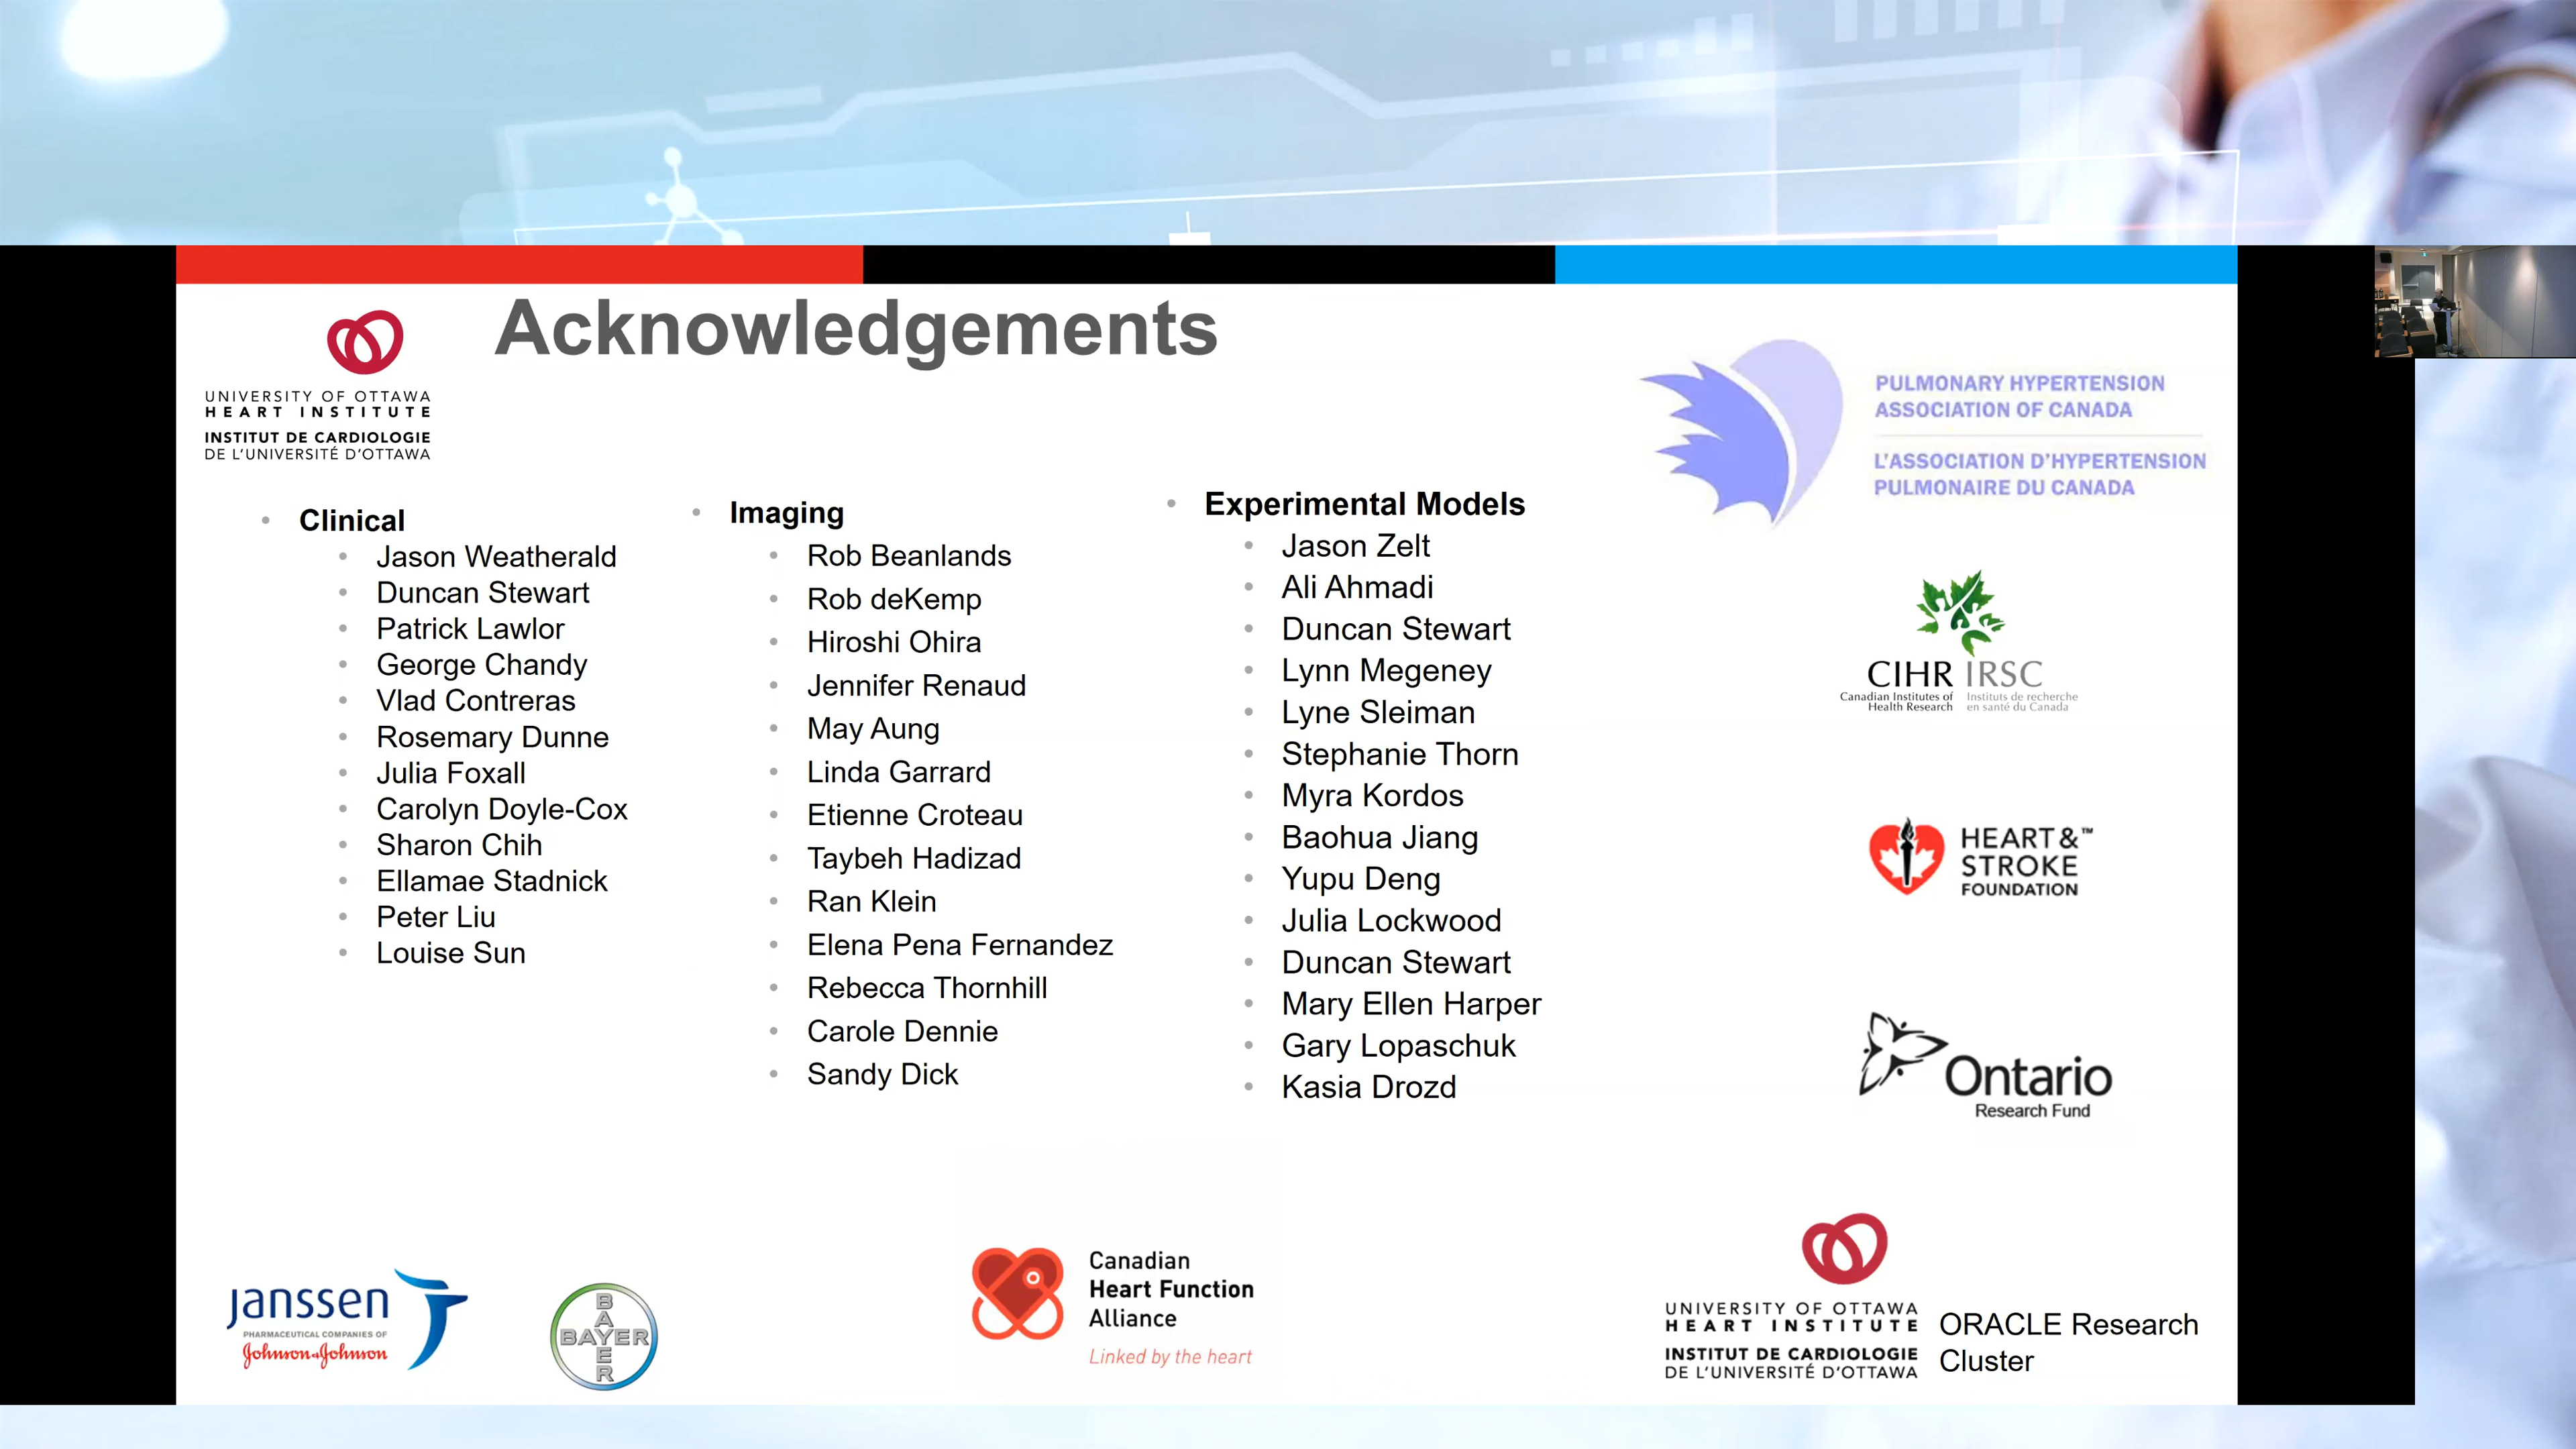 Acknowledgements
UNIVERSITY OF OTTAWA
HEART INSTITUTE
INSTITUT DE CARDIOLOGIE
DE L'UNIVERSITÉ D'OTTAWA
PULMONARY HYPERTENSION
ASSOCIATION OF CANADA
L'ASSOCIATION D'HYPERTENSION
PULMONAIRE DU CANADA
Clinical
Jason Weatherald
Duncan Stewart
Patrick Lawlor
George Chandy
Vlad Contreras
Rosemary Dunne
Julia Foxall
Carolyn Doyle-Cox
Sharon Chih
Ellamae Stadnick
Peter Liu
Louise Sun
Imaging
Rob Beanlands
Rob deKemp
Hiroshi Ohira
Jennifer Renaud
May Aung
Linda Garrard
Etienne Croteau
Taybeh Hadizad
Ran Klein
Elena Pena Fernandez
Rebecca Thornhill
Carole Dennie
Sandy Dick
Experimental Models
Jason Zelt
Ali Ahmadi
Duncan Stewart
Lynn Megeney
Lyne Sleiman
Stephanie Thorn
Myra Kordos
Baohua Jiang
Yupu Deng
Julia Lockwood
Duncan Stewart
Mary Ellen Harper
Gary Lopaschuk
Kasia Drozd
CIHR IRSC
Canadian Institutes of Instituts de recherche
Health Research en santé du Canada
HEART &™
STROKE
FOUNDATION
Ontario
Research Fund
janssen
PHARMACEUTICAL COMPANIES OF
Johnson & Johnson
BAYER
BAYER
Canadian
Heart Function
Alliance
Linked by the heart
UNIVERSITY OF OTTAWA
HEART INSTITUTE
INSTITUT DE CARDIOLOGIE
DE L'UNIVERSITÉ D'OTTAWA
ORACLE Research
Cluster